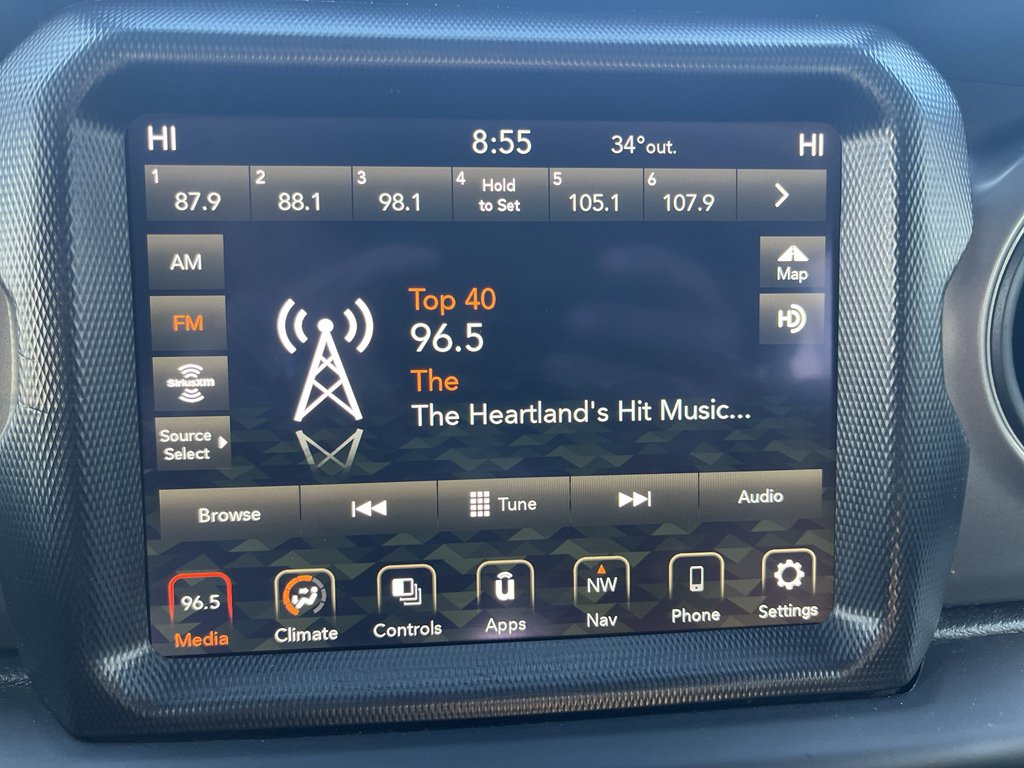 HI 8:55 34°out. HI
1 87.9
2 88.1
3 98.1
4 Hold
to Set
5 105.1
6 107.9
AM
FM
SiriusXM
Source
Select
Top 40
96.5
The
The Heartland's Hit Music...
Map
HD
Browse
Tune
Audio
96.5
Media
Climate
Controls
u
Apps
NW
Nav
Phone
Settings